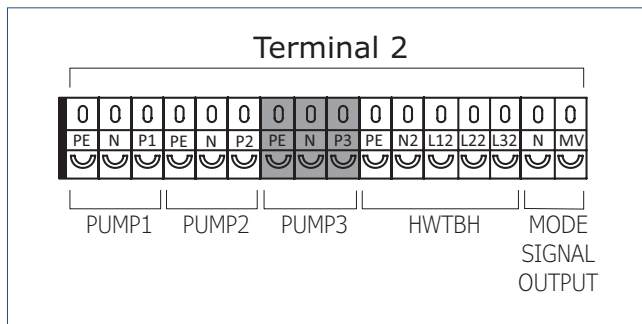 Terminal 2
0 0 0 0 0 0 0 0 0 0 0 0 0 0 0 0
PE N P1 PE N P2 PE N P3 PE N2 L12 L22 L32 N MV
PUMP1 PUMP2 PUMP3 HWTBH MODE
SIGNAL
OUTPUT